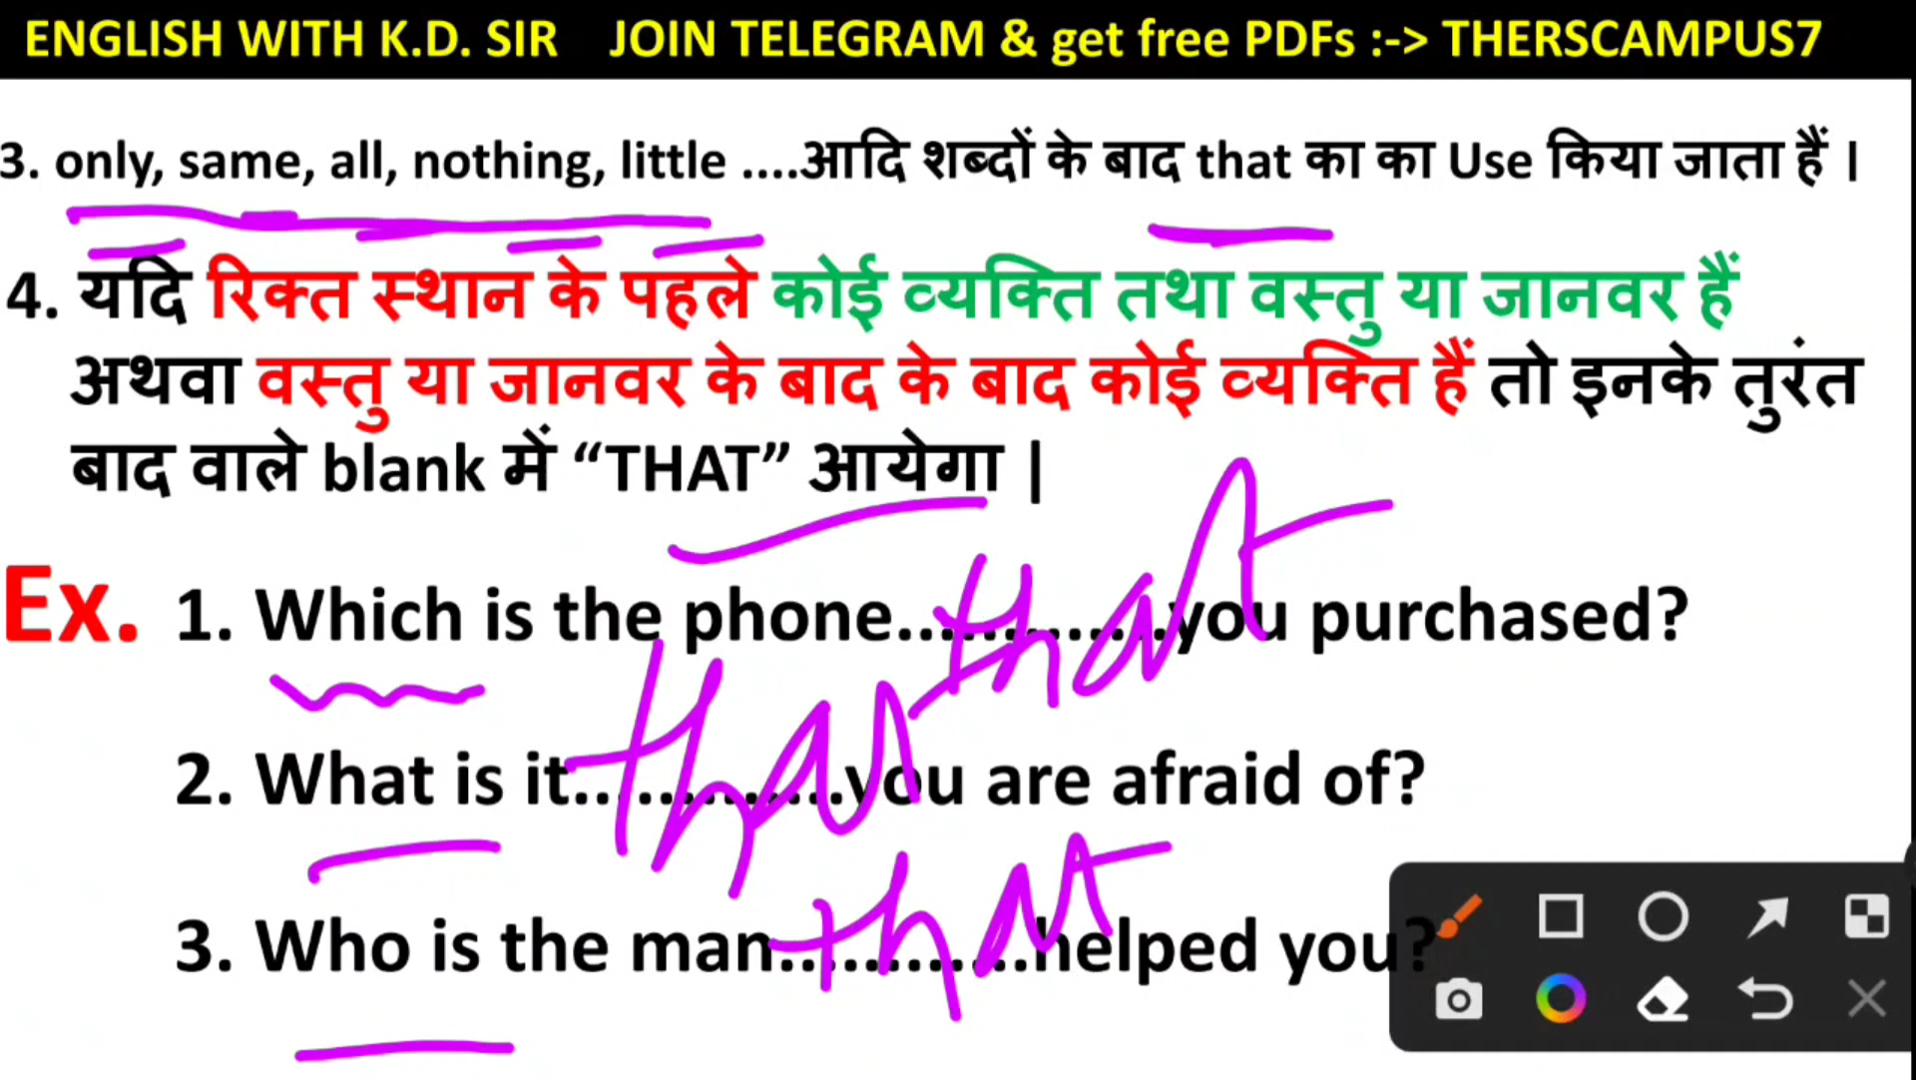 ENGLISH WITH K.D. SIR JOIN TELEGRAM & get free PDFs :-> THERSCAMPUS7
3. only, same, all, nothing, little ....आदि शब्दों के बाद that का का Use किया जाता हैं |
4. यदि रिक्त स्थान के पहले कोई व्यक्ति तथा वस्तु या जानवर हैं
अथवा वस्तु या जानवर के बाद के बाद कोई व्यक्ति हैं तो इनके तुरंत
बाद वाले blank में “THAT” आयेगा |
Ex. 1. Which is the phone..............you purchased?
that
2. What is it..............you are afraid of?
that
3. Who is the man.............helped you?
that